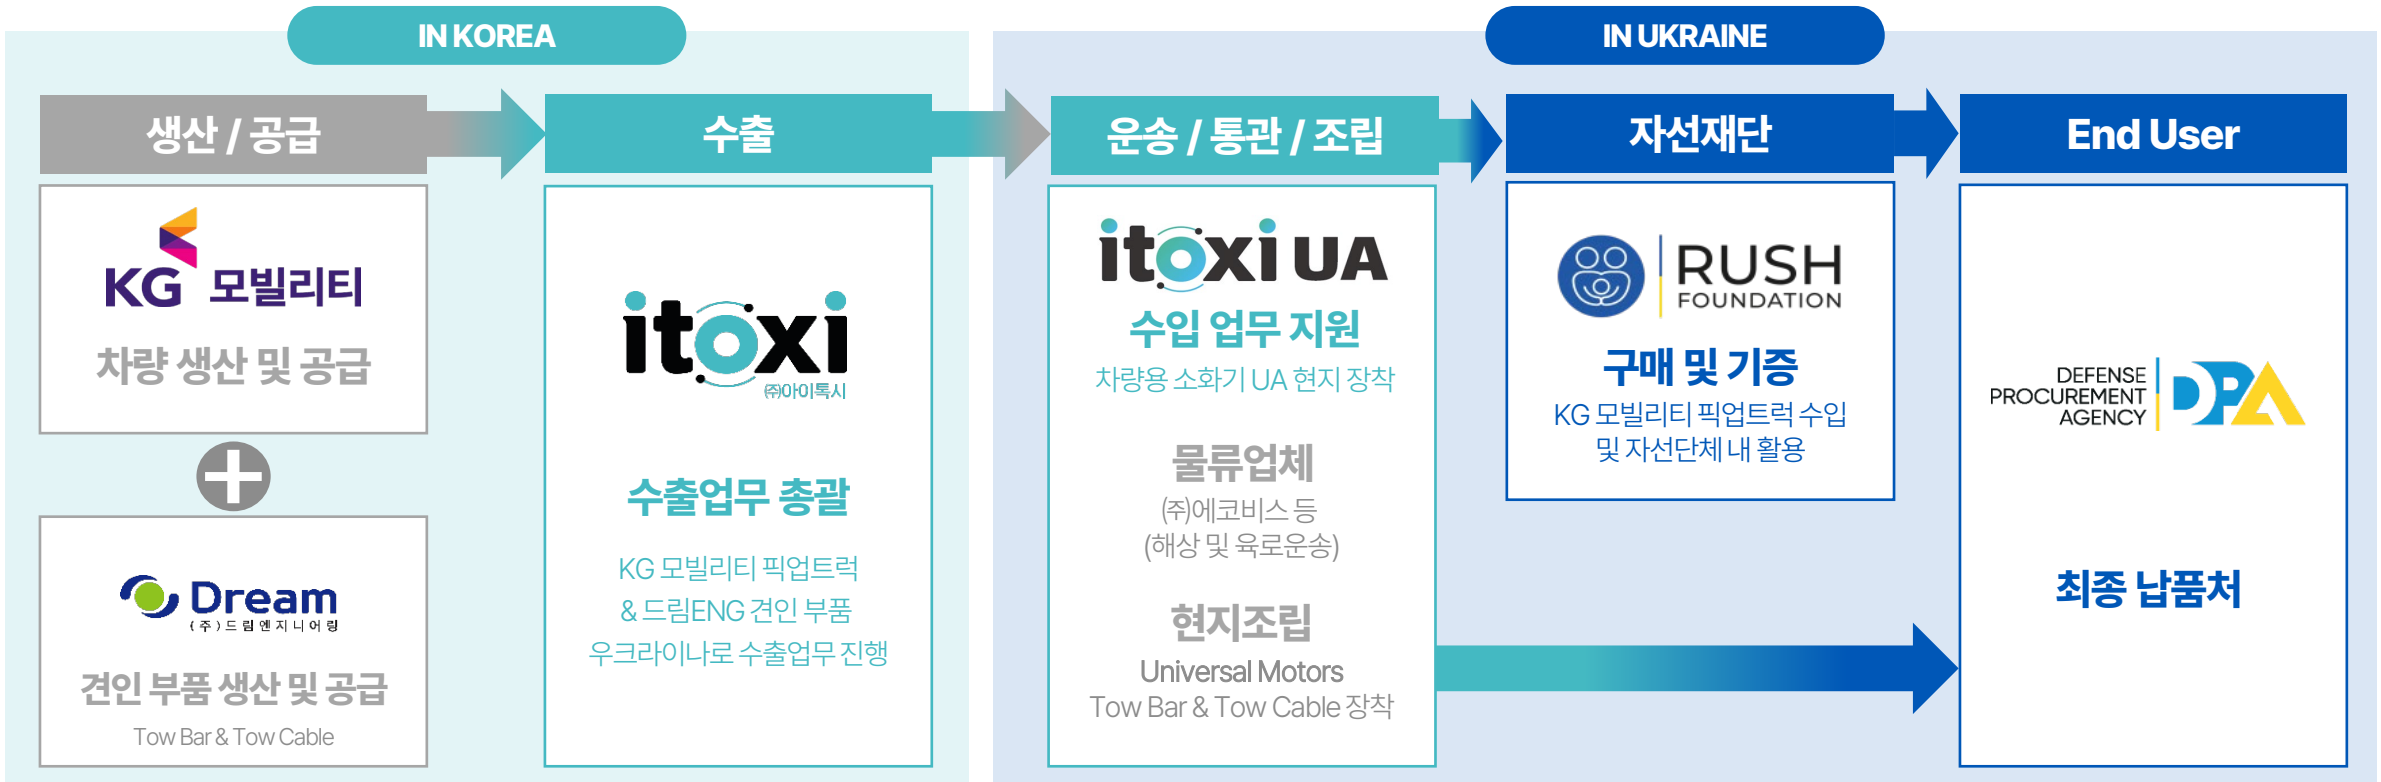 IN KOREA
IN UKRAINE
생산 / 공급
수출
운송 / 통관 / 조립
자선재단
End User
KG 모빌리티
차량 생산 및 공급
Dream
(주)드림엔지니어링
견인 부품 생산 및 공급
Tow Bar & Tow Cable
itoxi
㈜아이톡시
수출업무 총괄
KG 모빌리티 픽업트럭
& 드림ENG 견인 부품
우크라이나로 수출업무 진행
itoxi UA
수입 업무 지원
차량용 소화기 UA 현지 장착
물류업체
㈜에코비스 등
(해상 및 육로운송)
현지조립
Universal Motors
Tow Bar & Tow Cable 장착
RUSH
FOUNDATION
구매 및 기증
KG 모빌리티 픽업트럭 수입
및 자선단체 내 활용
DEFENSE
PROCUREMENT
AGENCY
DPA
최종 납품처